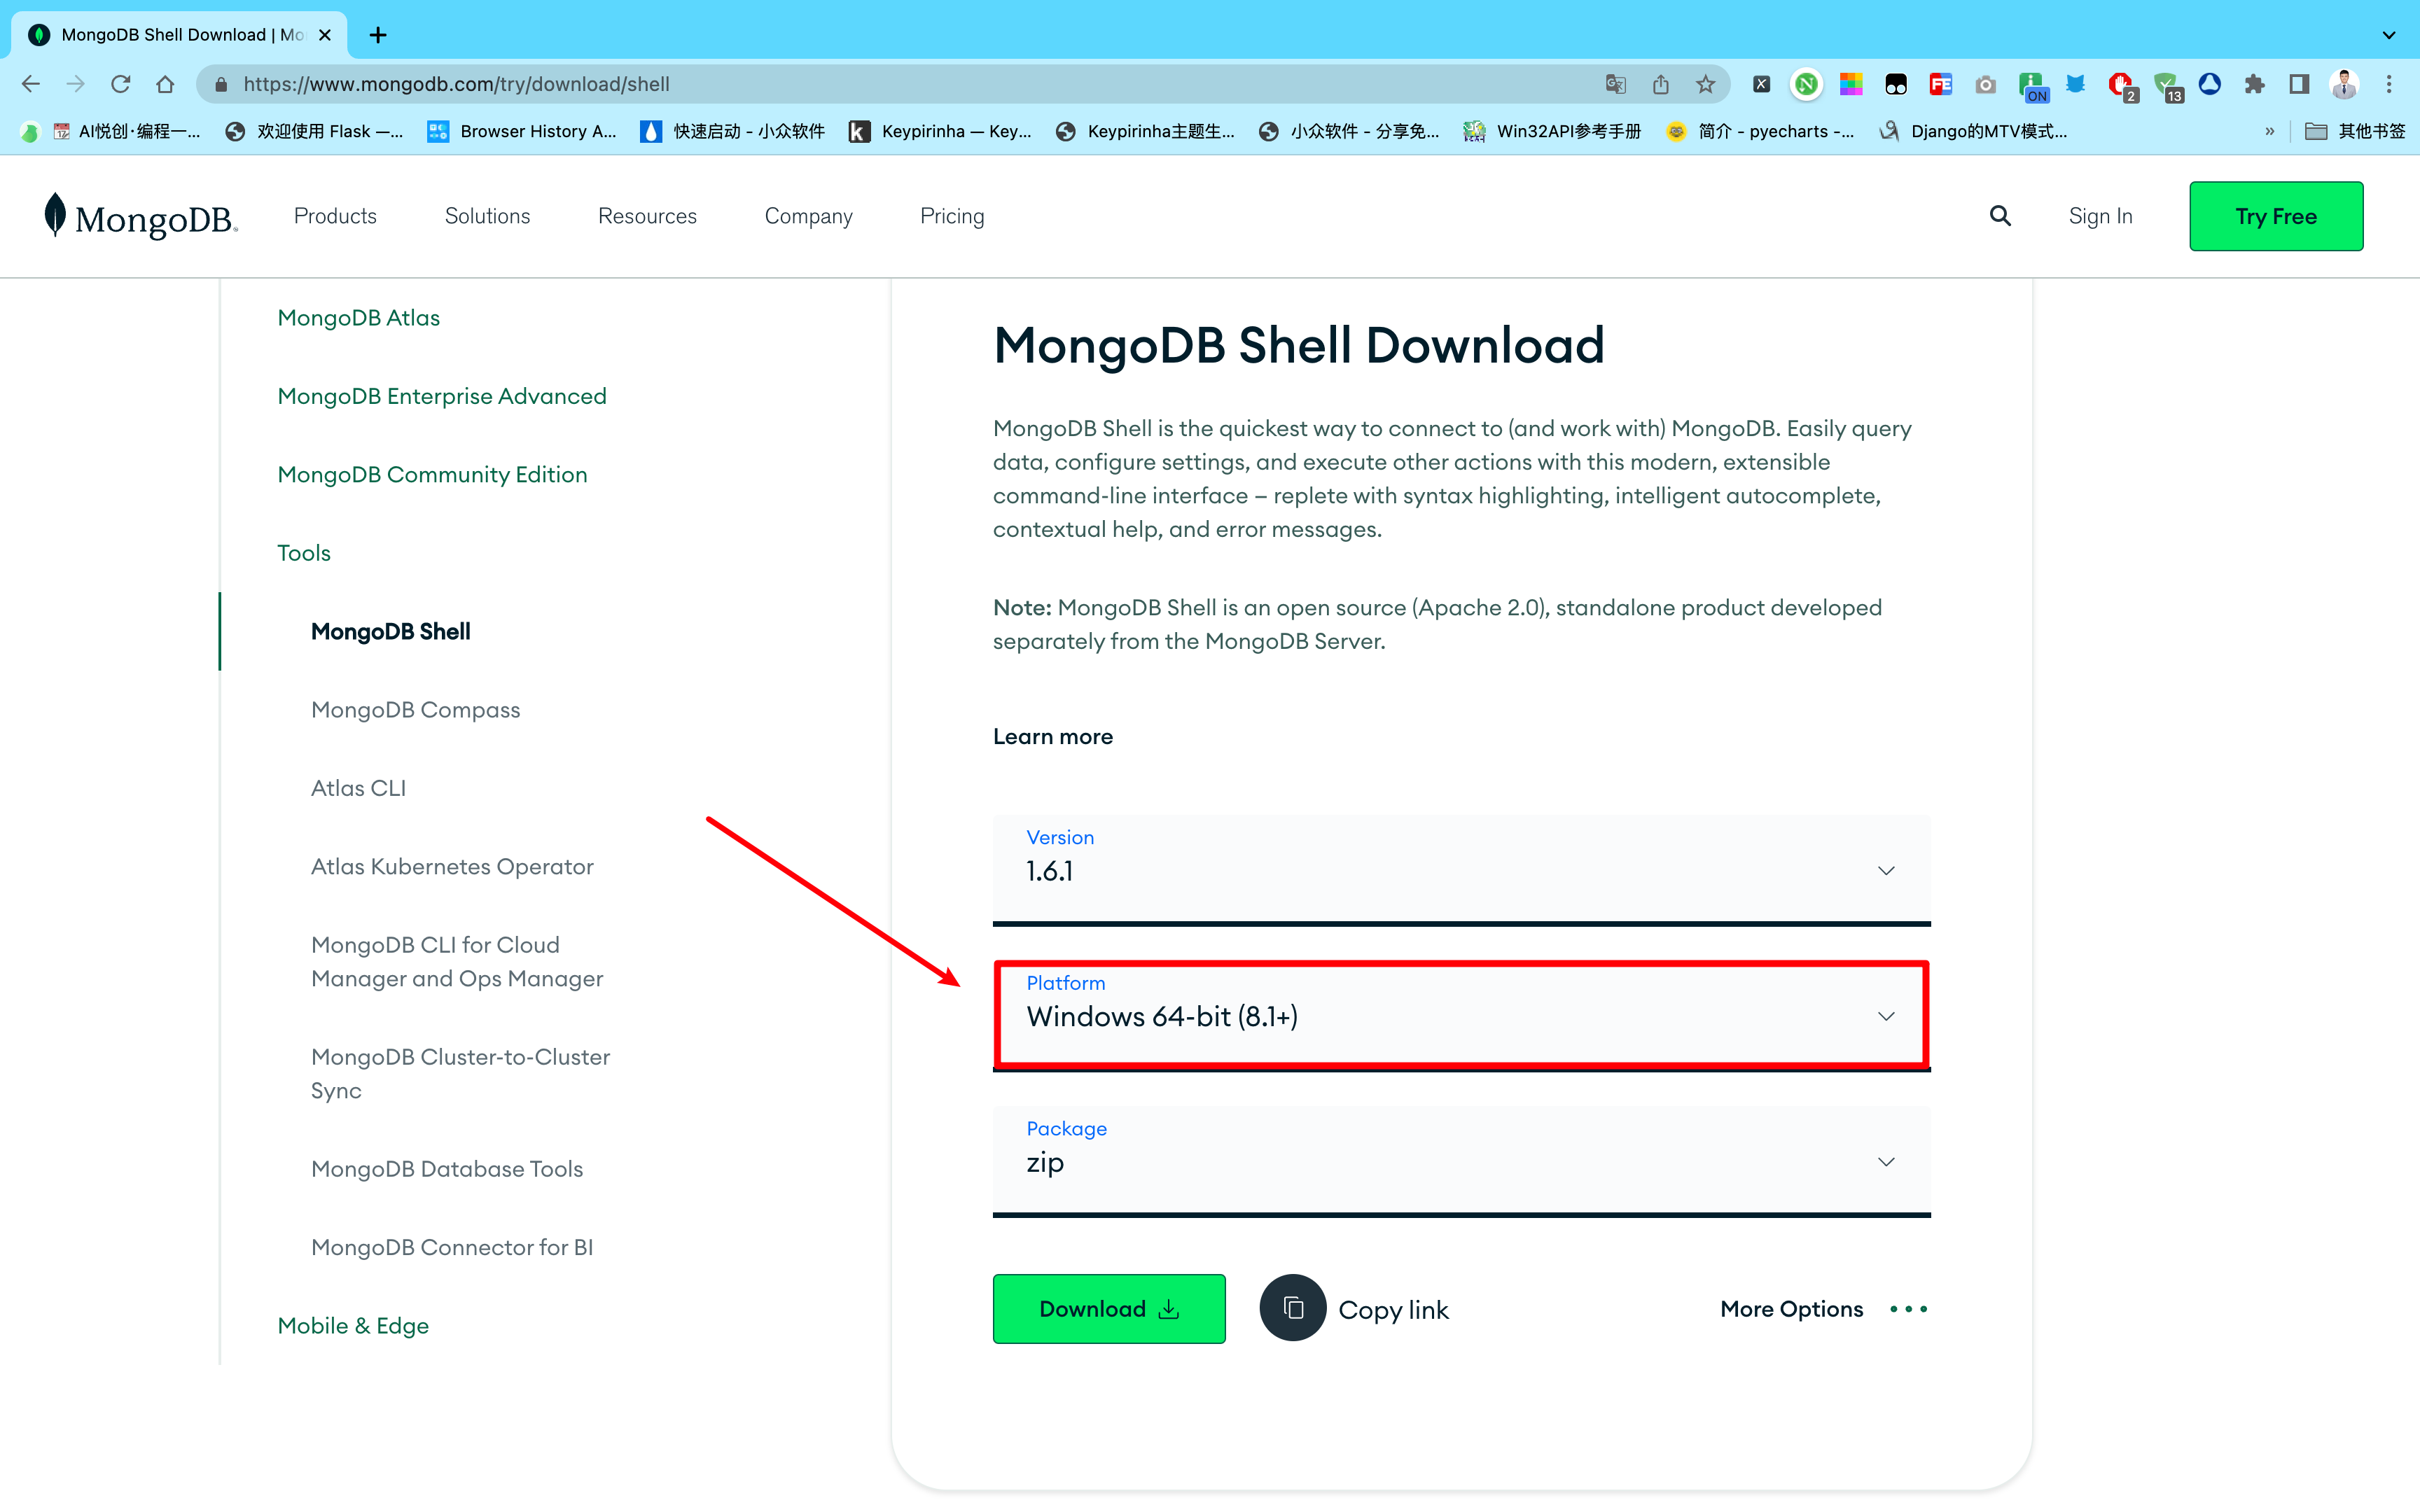 MongoDB Shell Download | Mo
https://www.mongodb.com/try/download/shell
ON
2
13
AI悦创·编程一...
欢迎使用 Flask —...
Browser History A...
快速启动 - 小众软件
Keypirinha — Key...
Keypirinha主题生...
小众软件 - 分享免...
Win32API参考手册
简介 - pyecharts -...
Django的MTV模式...
»
其他书签
MongoDB.
Products
Solutions
Resources
Company
Pricing
Sign In
Try Free
MongoDB Atlas
MongoDB Enterprise Advanced
MongoDB Community Edition
Tools
MongoDB Shell
MongoDB Compass
Atlas CLI
Atlas Kubernetes Operator
MongoDB CLI for Cloud
Manager and Ops Manager
MongoDB Cluster-to-Cluster
Sync
MongoDB Database Tools
MongoDB Connector for BI
Mobile & Edge
MongoDB Shell Download
MongoDB Shell is the quickest way to connect to (and work with) MongoDB. Easily query
data, configure settings, and execute other actions with this modern, extensible
command-line interface – replete with syntax highlighting, intelligent autocomplete,
contextual help, and error messages.
Note: MongoDB Shell is an open source (Apache 2.0), standalone product developed
separately from the MongoDB Server.
Learn more
Version
1.6.1
Platform
Windows 64-bit (8.1+)
Package
zip
Download
Copy link
More Options